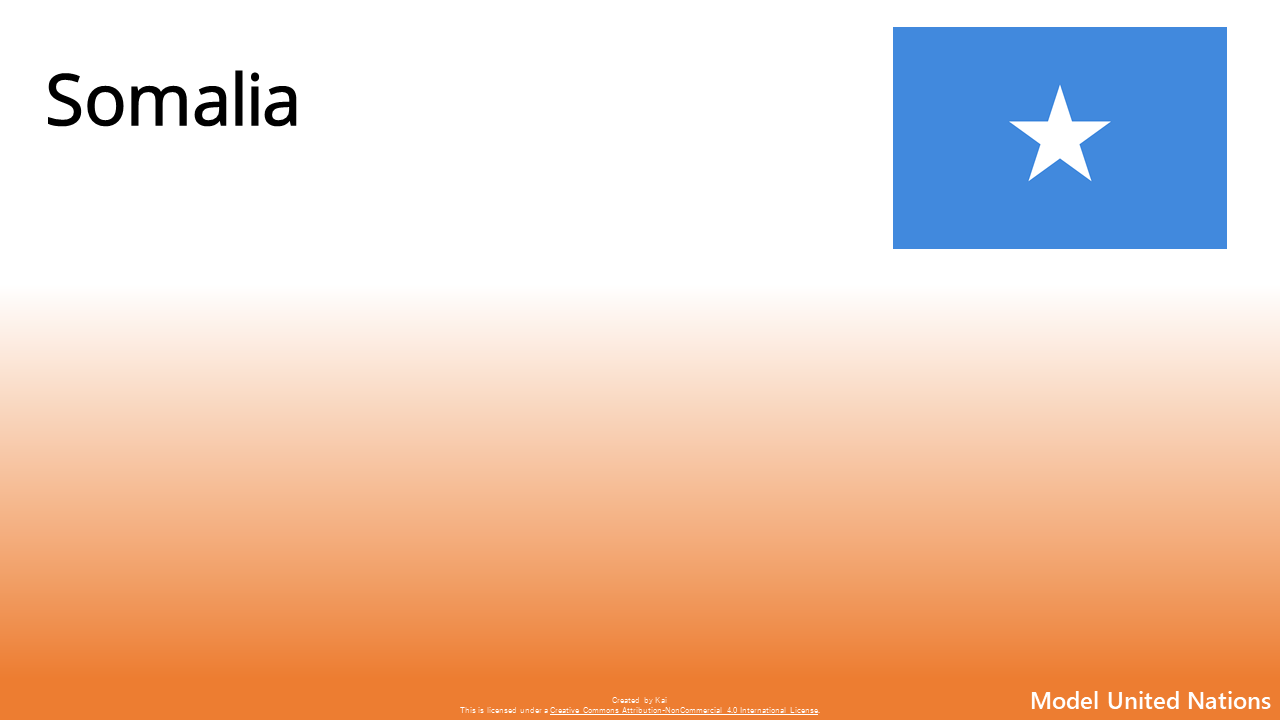 Somalia
Created by Kai
This is licensed under a Creative Commons Attribution-NonCommercial 4.0 International License.
Model United Nations